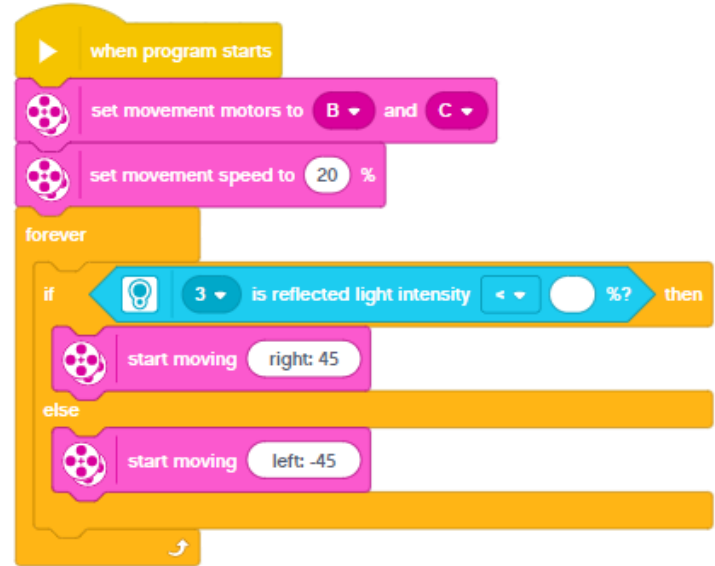 when program starts
set movement motors to B and C
set movement speed to 20 %
forever
if 3 is reflected light intensity < %? then
start moving right: 45
else
start moving left: -45